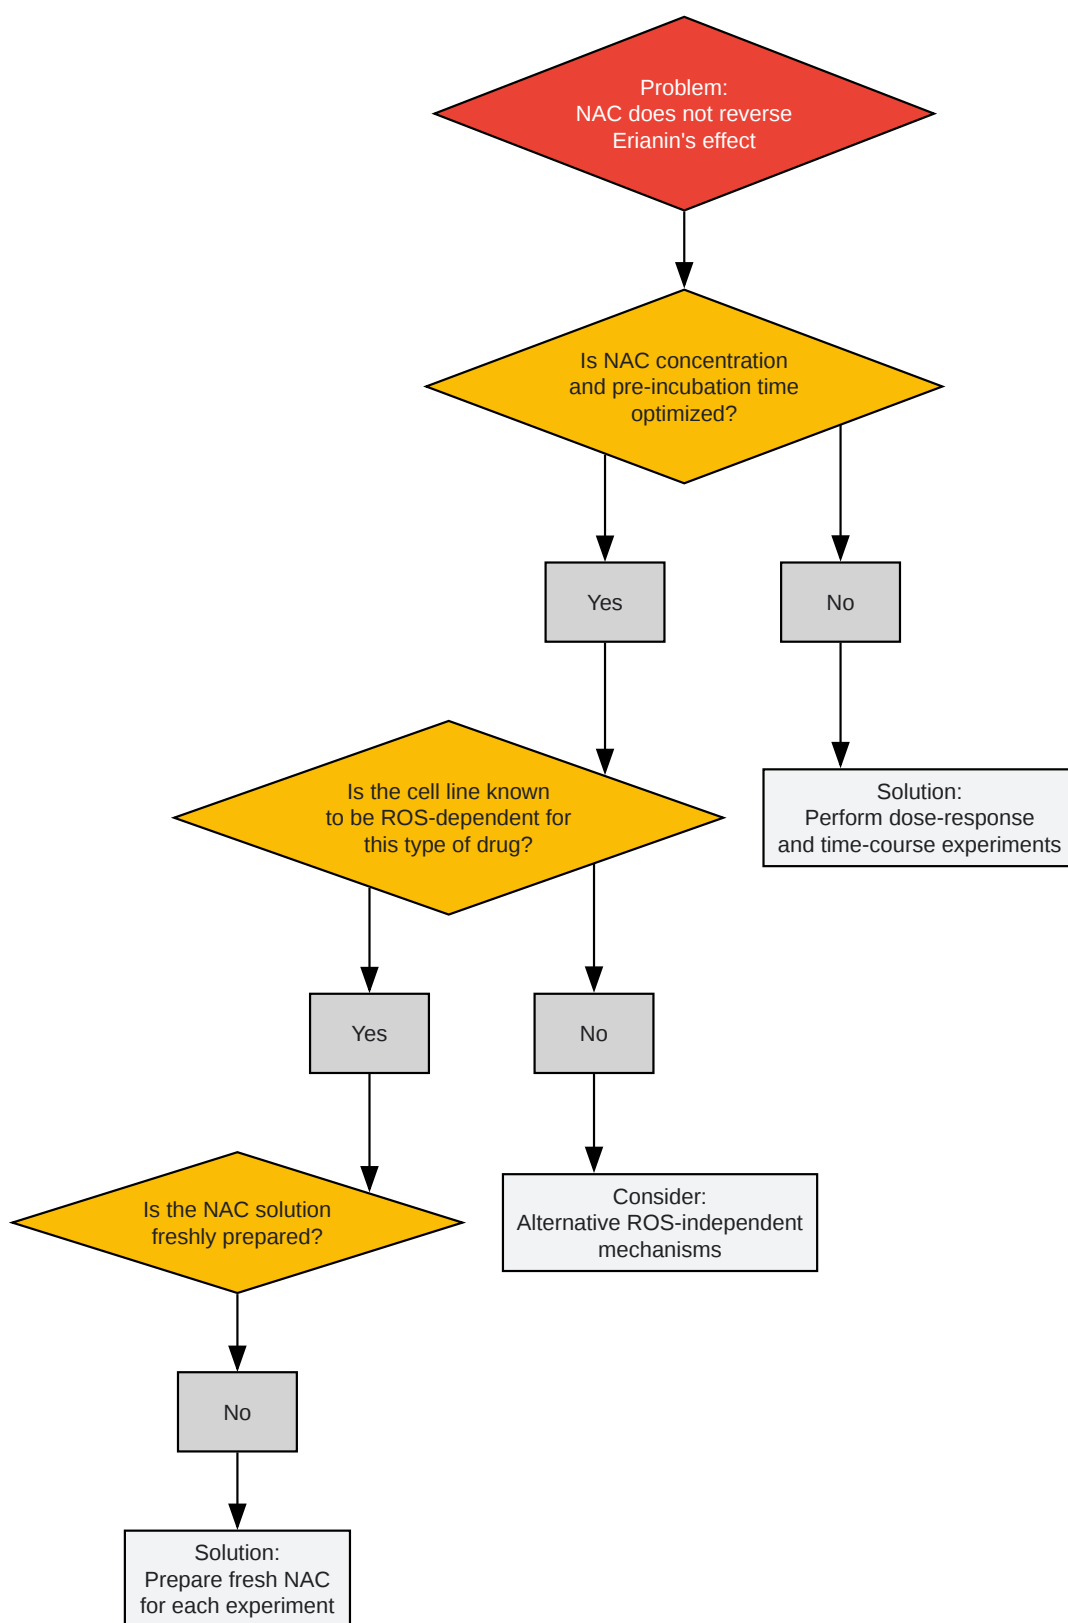 Problem:
NAC does not reverse
Erianin's effect
Is NAC concentration
and pre-incubation time
optimized?
Yes
No
Is the cell line known
to be ROS-dependent for
this type of drug?
Solution:
Perform dose-response
and time-course experiments
Yes
No
Is the NAC solution
freshly prepared?
Consider:
Alternative ROS-independent
mechanisms
No
Solution:
Prepare fresh NAC
for each experiment